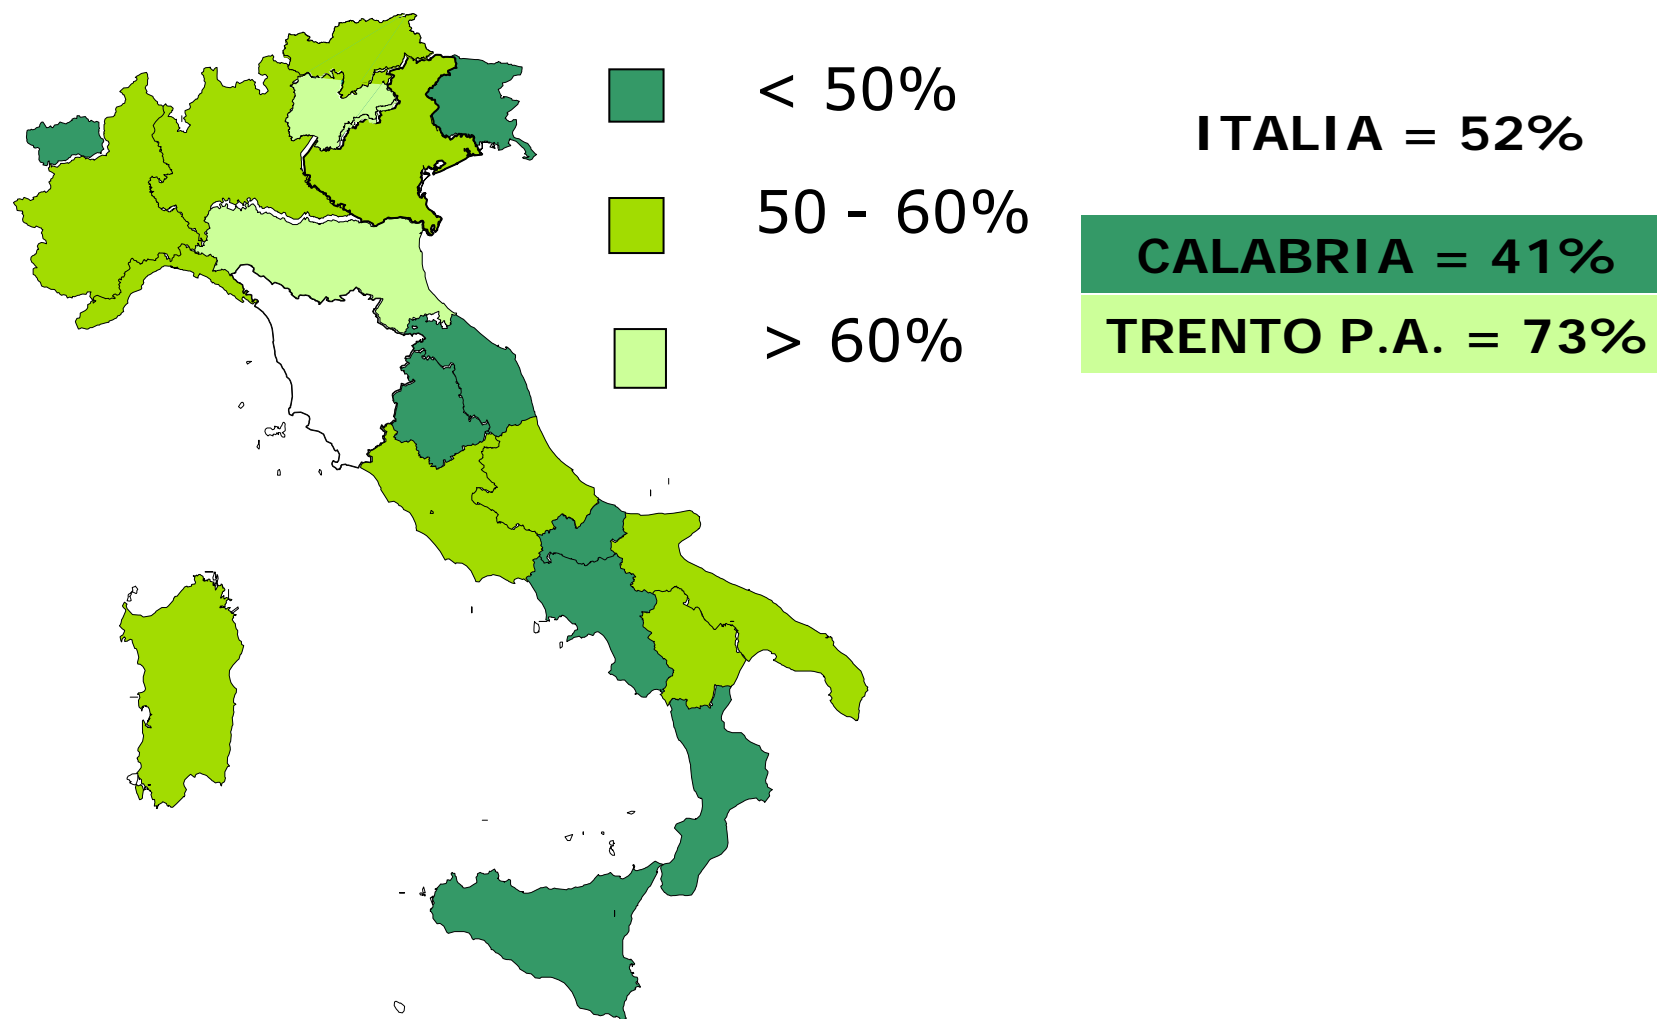 < 50%
50 - 60%
> 60%
ITALIA = 52%
CALABRIA = 41%
TRENTO P.A. = 73%